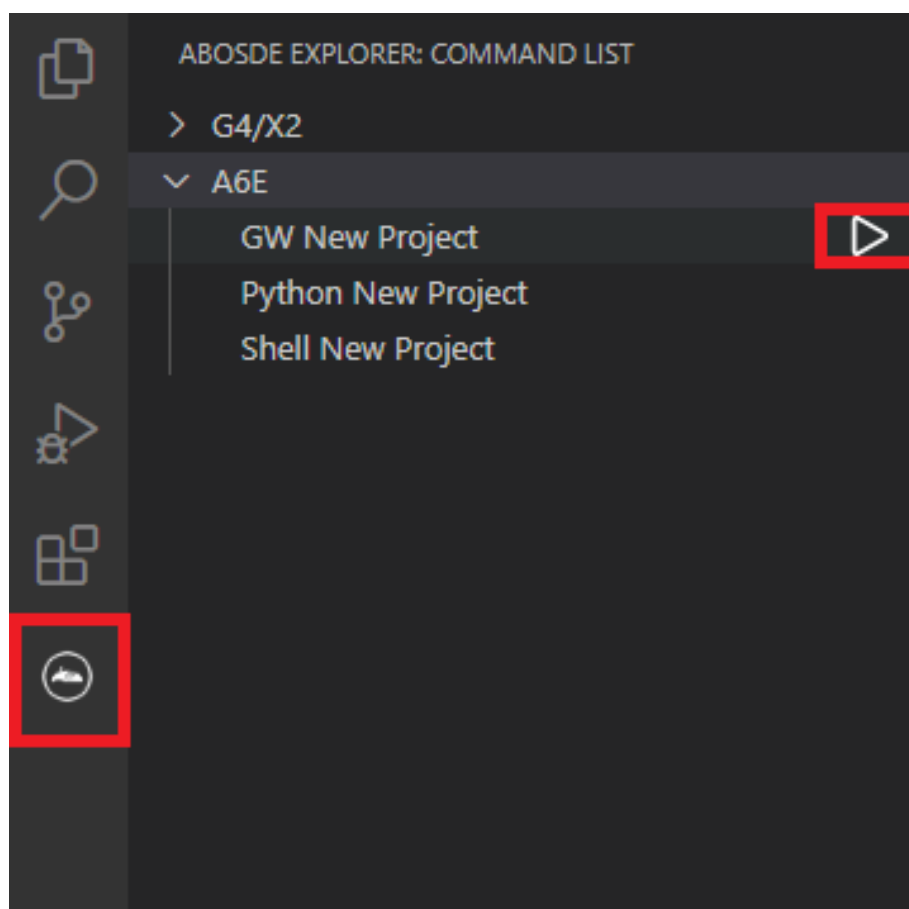 ABOSDE EXPLORER: COMMAND LIST
G4/X2
A6E
GW New Project
Python New Project
Shell New Project